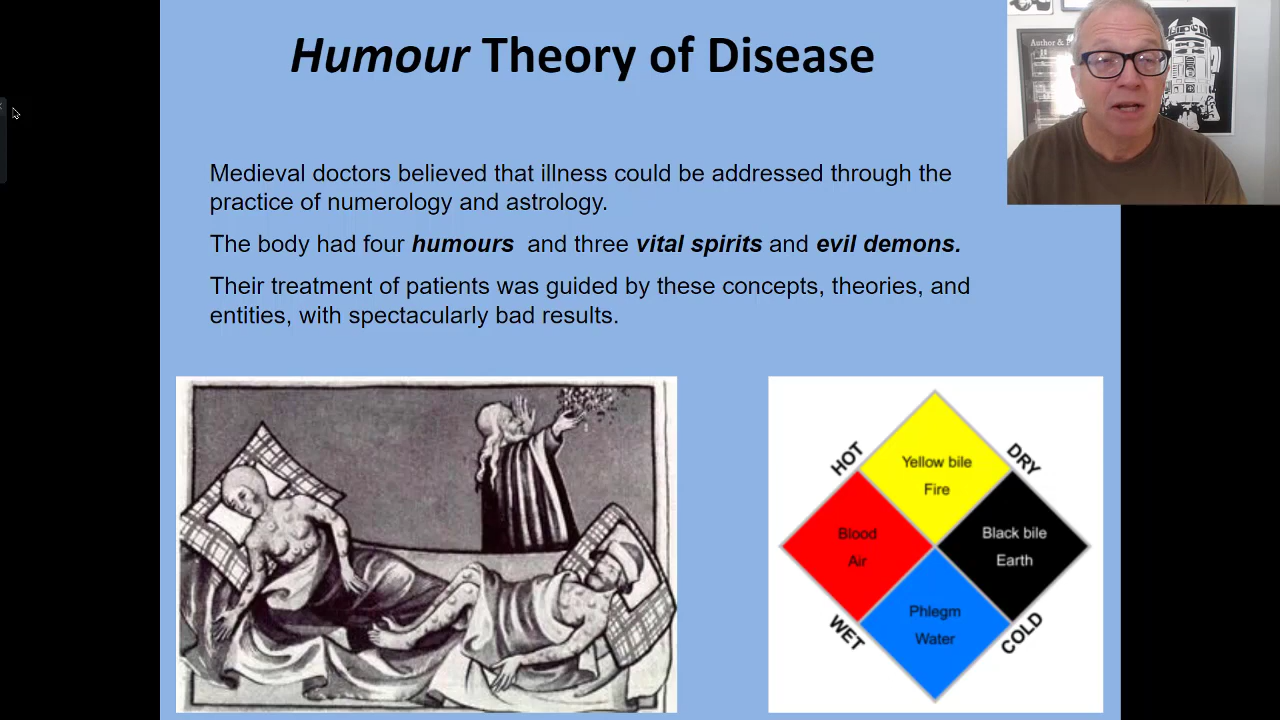 Humour Theory of Disease
Author &
Medieval doctors believed that illness could be addressed through the
practice of numerology and astrology.
The body had four humours and three vital spirits and evil demons.
Their treatment of patients was guided by these concepts, theories, and
entities, with spectacularly bad results.
HOT
DRY
Yellow bile
Fire
Blood
Air
Black bile
Earth
Phlegm
Water
WET
COLD